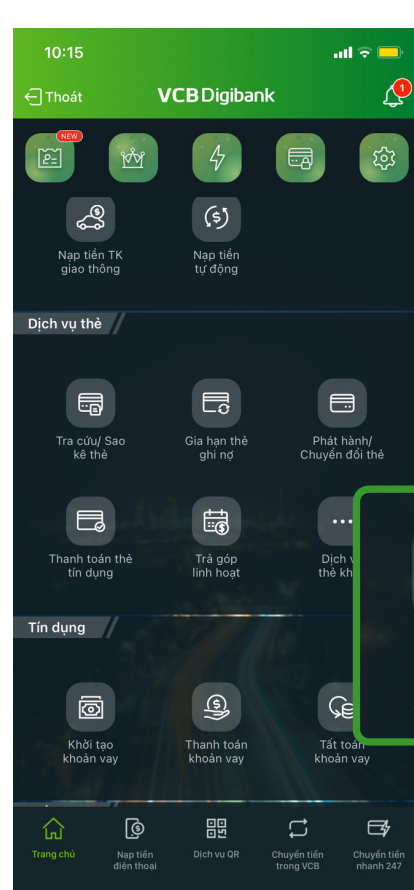 10:15
Thoát
VCB Digibank
1
NEW
Nạp tiền TK
giao thông
Nạp tiền
tự động
Dịch vụ thẻ
Tra cứu/ Sao
kê thẻ
Gia hạn thẻ
ghi nợ
Phát hành/
Chuyển đổi thẻ
Thanh toán thẻ
tín dụng
Trả góp
linh hoạt
Dịch
thẻ
Tín dụng
Khởi tạo
khoản vay
Thanh toán
khoản vay
Tất toán
khoản vay
Trang chủ
Nạp tiền
điện thoại
Dịch vụ QR
Chuyển tiền
trong VCB
Chuyển tiền
nhanh 247